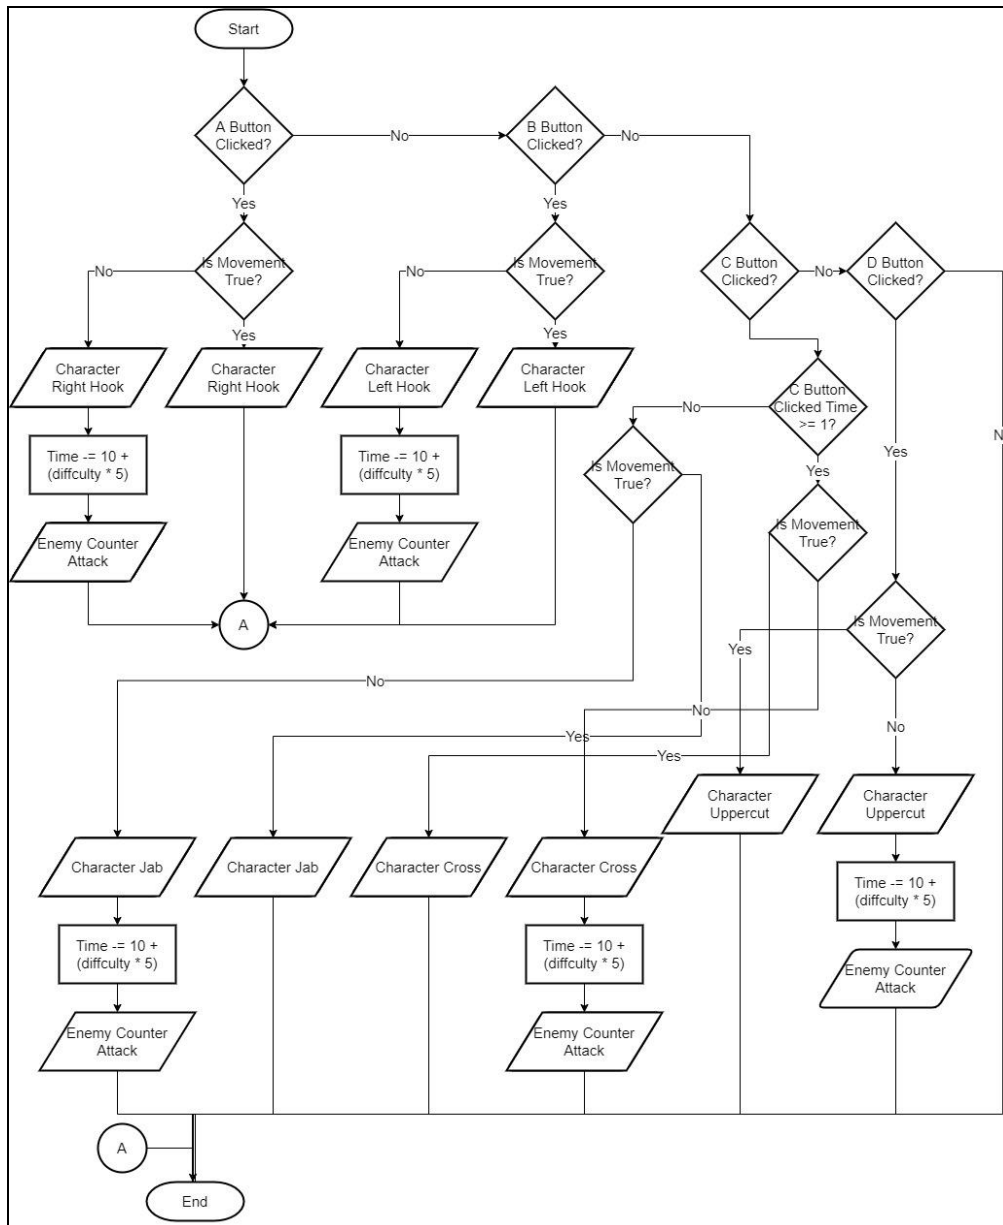 Start
A Button
Clicked?
No
B Button
Clicked?
No
Yes
Yes
Is Movement
True?
No
Is Movement
True?
No
C Button
Clicked?
No
D Button
Clicked?
Yes
Yes
Character
Right Hook
Character
Right Hook
Character
Left Hook
Character
Left Hook
C Button
Clicked Time
>= 1?
No
Time -= 10 +
(diffculty * 5)
Time -= 10 +
(diffculty * 5)
Is Movement
True?
Yes
Yes
N
Enemy Counter
Attack
Enemy Counter
Attack
Is Movement
True?
A
Is Movement
True?
Yes
No
No
No
Yes
Yes
Character
Uppercut
Character
Uppercut
Character Jab
Character Jab
Character Cross
Character Cross
Time -= 10 +
(diffculty * 5)
Time -= 10 +
(diffculty * 5)
Time -= 10 +
(diffculty * 5)
Enemy Counter
Attack
Enemy Counter
Attack
Enemy Counter
Attack
A
End